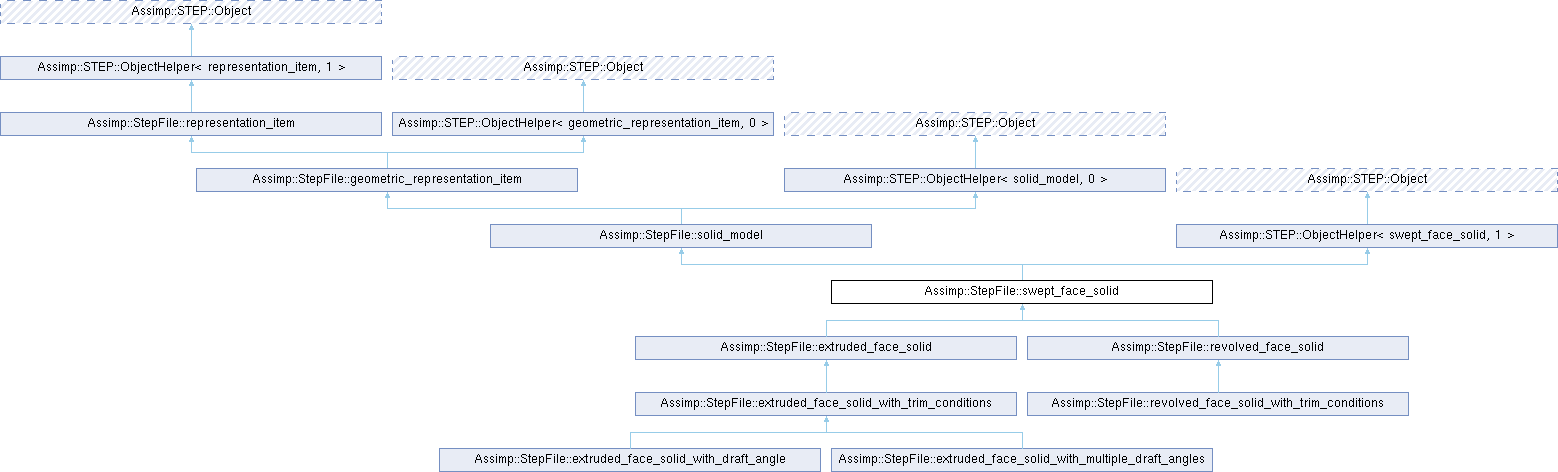 Assimp::STEP::Object
Assimp::STEP::ObjectHelper< representation_item, 1 >
Assimp::STEP::Object
Assimp::StepFile::representation_item
Assimp::STEP::ObjectHelper< geometric_representation_item, 0 >
Assimp::STEP::Object
Assimp::StepFile::geometric_representation_item
Assimp::STEP::ObjectHelper< solid_model, 0 >
Assimp::STEP::Object
Assimp::StepFile::solid_model
Assimp::STEP::ObjectHelper< swept_face_solid, 1 >
Assimp::StepFile::swept_face_solid
Assimp::StepFile::extruded_face_solid
Assimp::StepFile::revolved_face_solid
Assimp::StepFile::extruded_face_solid_with_trim_conditions
Assimp::StepFile::revolved_face_solid_with_trim_conditions
Assimp::StepFile::extruded_face_solid_with_draft_angle
Assimp::StepFile::extruded_face_solid_with_multiple_draft_angles